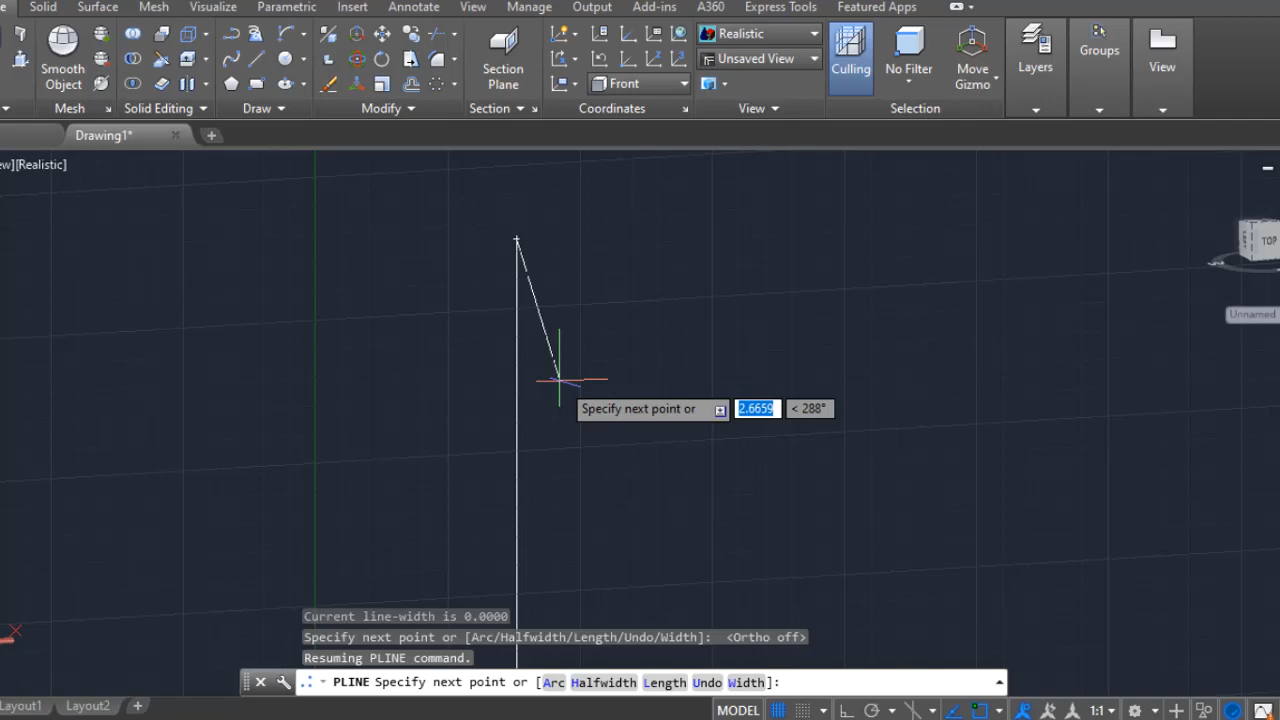 e Solid Surface Mesh Visualize Parametric Insert Annotate View Manage Output Add-ins A360 Express Tools Featured Apps
Smooth Object
Section Plane
Front
Realistic
Unsaved View
Culling
No Filter
Move Gizmo
Layers
Groups
View
Mesh Solid Editing Draw Modify Section Coordinates View Selection
Drawing1*
ew][Realistic]
TOP
Unnamed
Specify next point or 2.6659 < 288°
Current line-width is 0.0000
Specify next point or [Arc/Halfwidth/Length/Undo/Width]: <Ortho off>
Resuming PLINE command.
PLINE Specify next point or [Arc Halfwidth Length Undo Width]:
ayout1 Layout2 + MODEL 1:1